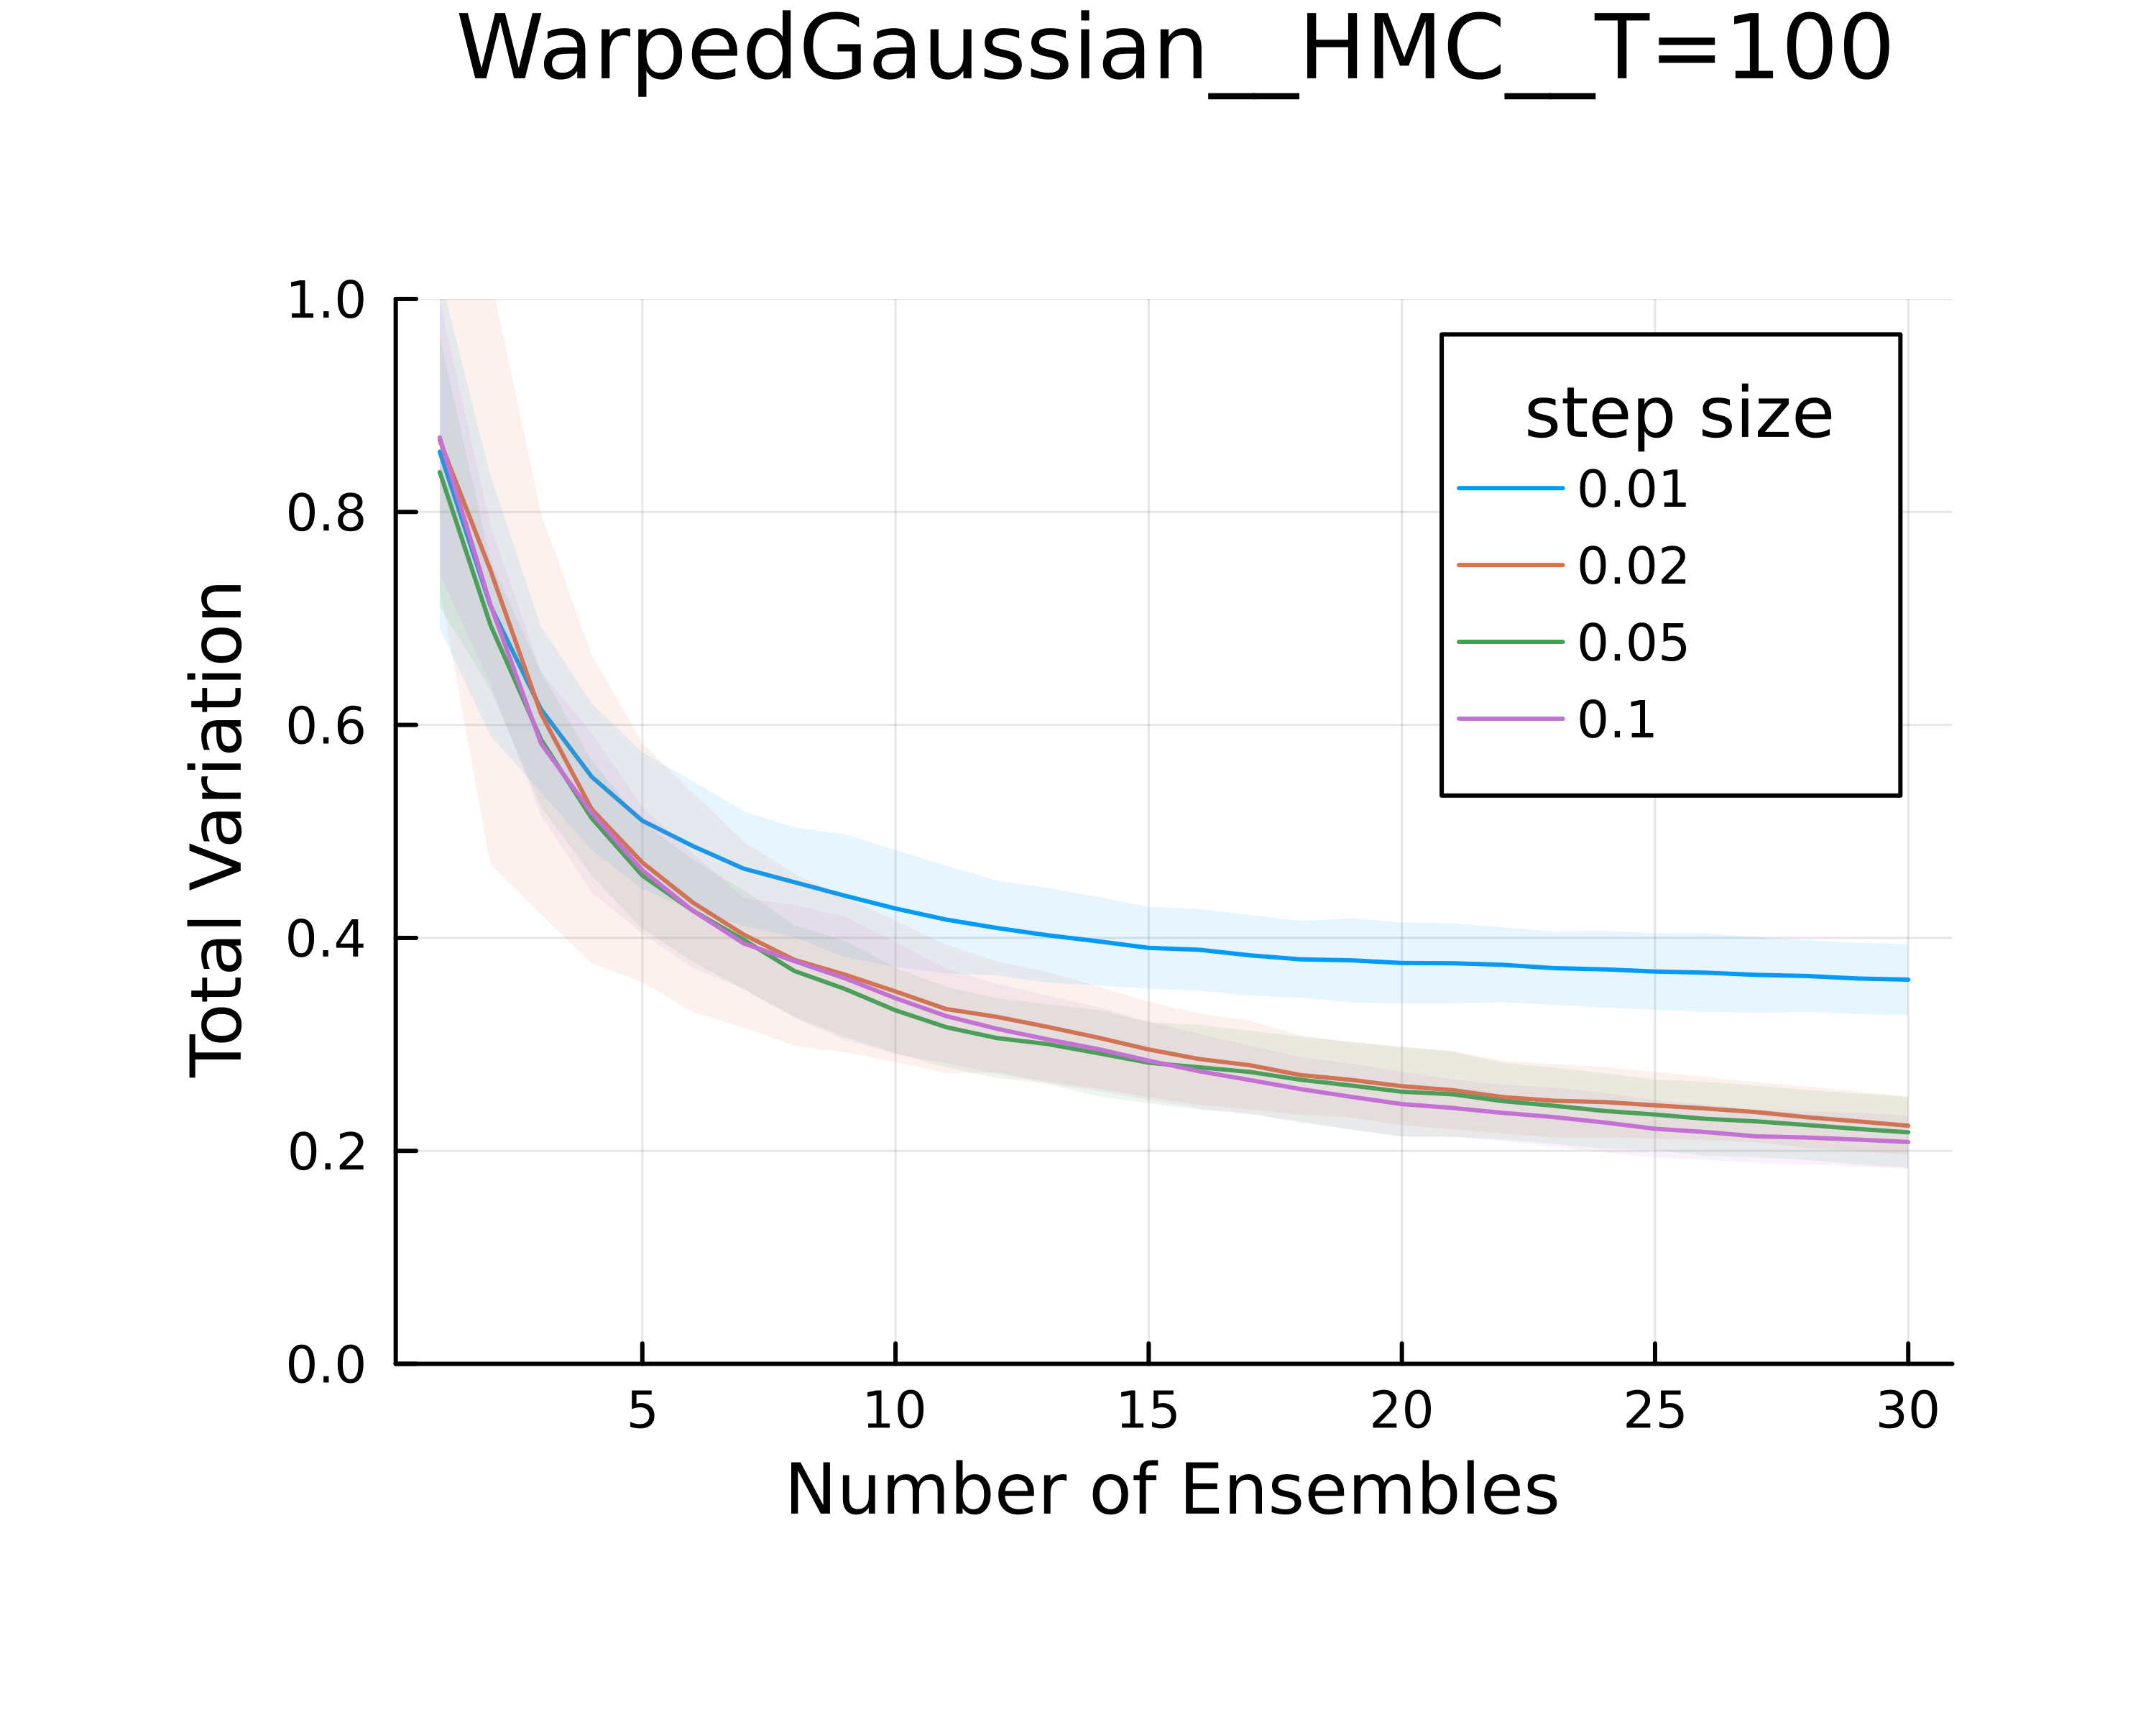 WarpedGaussian__HMC__T=100
1.0
0.8
0.6
0.4
0.2
0.0
Total Variation
step size
0.01
0.02
0.05
0.1
5 10 15 20 25 30
Number of Ensembles